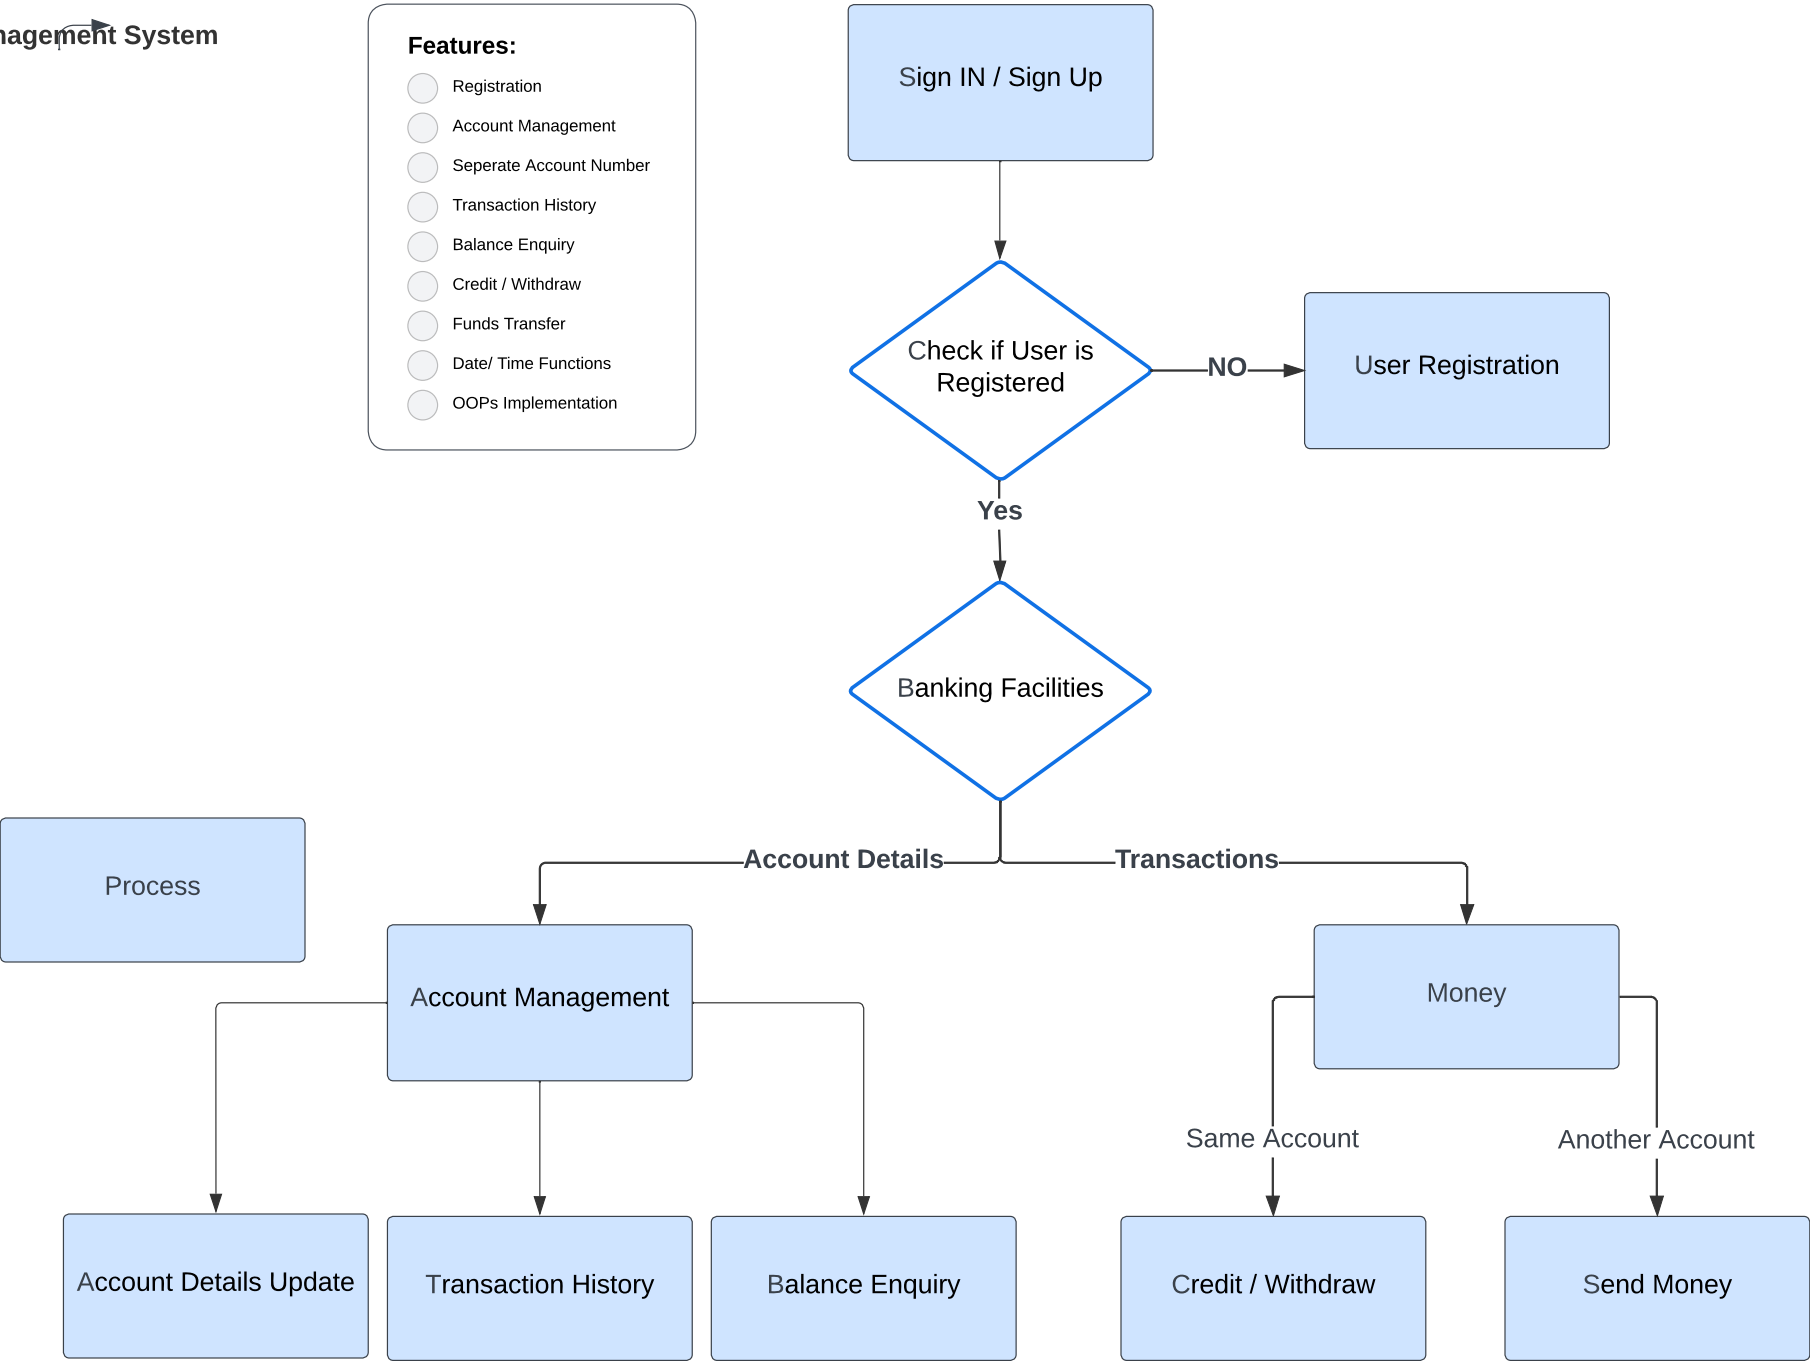 nagement System
Features:
Registration
Account Management
Seperate Account Number
Transaction History
Balance Enquiry
Credit / Withdraw
Funds Transfer
Date/ Time Functions
OOPs Implementation
Sign IN / Sign Up
Check if User is
Registered
NO
User Registration
Yes
Banking Facilities
Account Details
Transactions
Process
Account Management
Money
Same Account
Another Account
Account Details Update
Transaction History
Balance Enquiry
Credit / Withdraw
Send Money